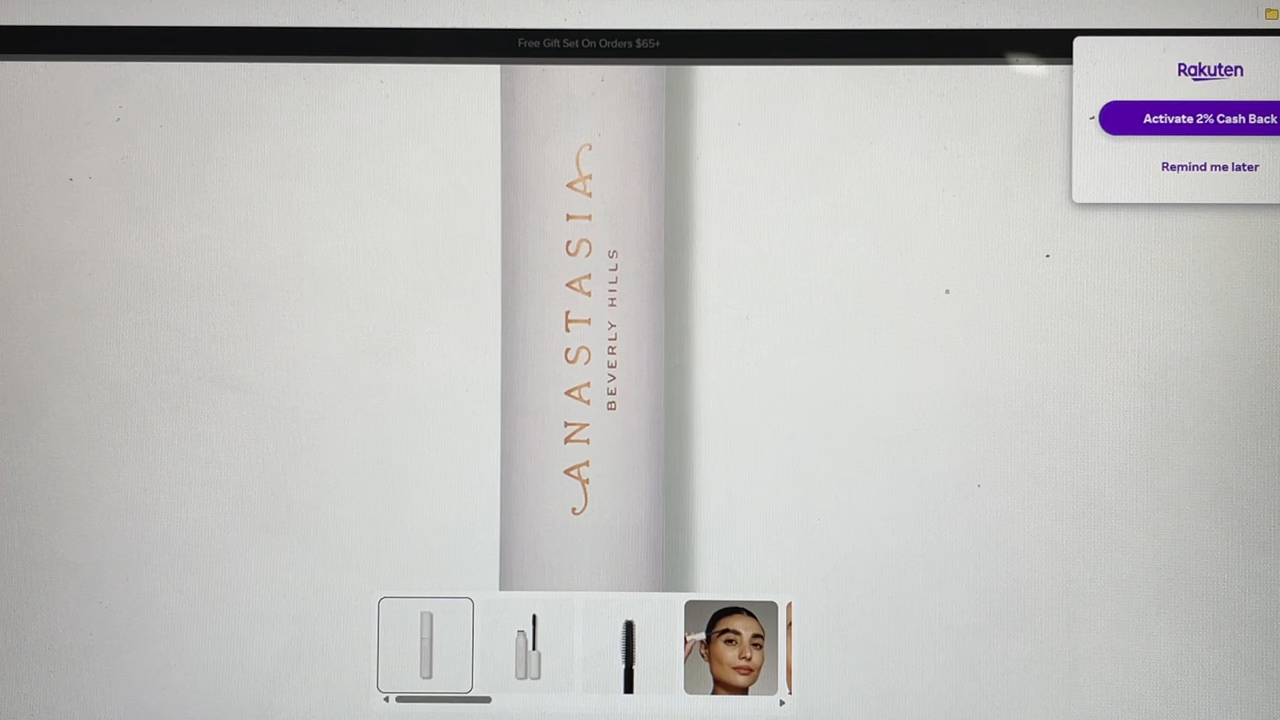 Free Gift Set On Orders $65+
Rakuten
Activate 2% Cash Back
Remind me later
ANASTASIA
BEVERLY HILLS